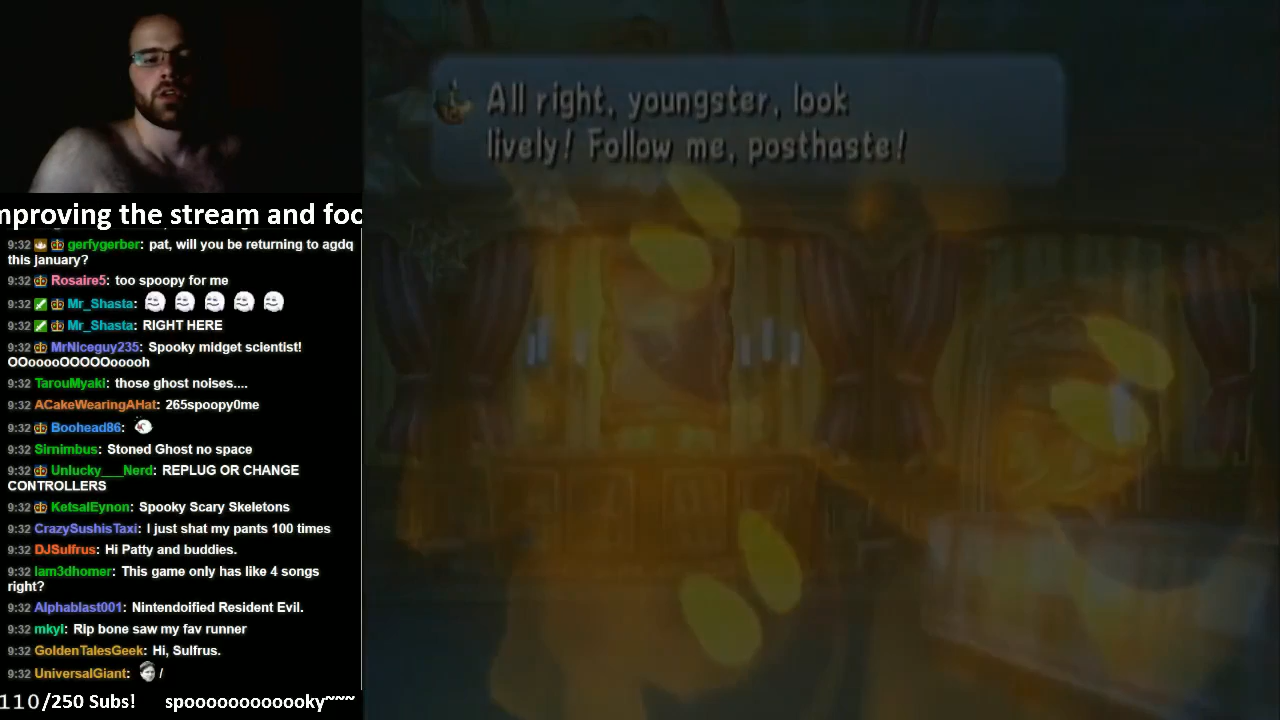 All right, youngster, look
lively! Follow me, posthaste!
mproving the stream and foc
9:32 gerfygerber: pat, will you be returning to agdq
this january?
9:32 Rosaire5: too spoopy for me
9:32 Mr_Shasta:
9:32 Mr_Shasta: RIGHT HERE
9:32 MrNiceguy235: Spooky midget scientist!
OOooooOOOOOooooh
9:32 TarouMyaki: those ghost noises....
9:32 ACakeWearingAHat: 265spoopy0me
9:32 Boohead86:
9:32 Sirnimbus: Stoned Ghost no space
9:32 Unlucky___Nerd: REPLUG OR CHANGE
CONTROLLERS
9:32 KetsalEynon: Spooky Scary Skeletons
9:32 CrazySushisTaxi: I just shat my pants 100 times
9:32 DJSulfrus: Hi Patty and buddies.
9:32 Iam3dhomer: This game only has like 4 songs
right?
9:32 Alphablast001: Nintendoified Resident Evil.
9:32 mkyl: Rip bone saw my fav runner
9:32 GoldenTalesGeek: Hi, Sulfrus.
9:32 UniversalGiant: /
110/250 Subs! spooooooooooky~~~